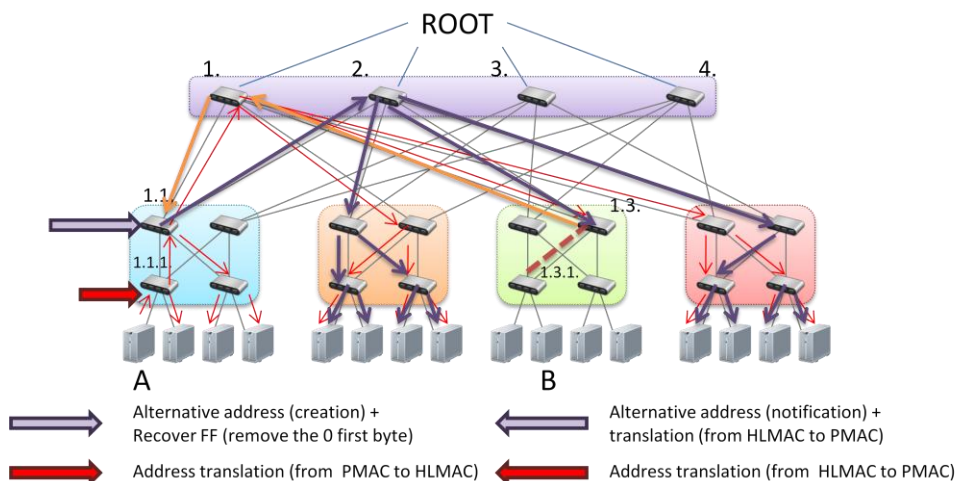 ROOT
1. 2. 3. 4.
1.1.
1.3.
1.1.1.
1.3.1.
A B
Alternative address (creation) +
Recover FF (remove the 0 first byte)
Alternative address (notification) +
translation (from HLMAC to PMAC)
Address translation (from PMAC to HLMAC)
Address translation (from HLMAC to PMAC)